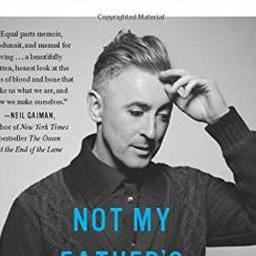 Copyrighted Material
Equal parts memoir,
and manual for
ving . . . a beautifully
tten, honest look at the
s of blood and bone that
ke us what we are, and
w we make ourselves."
—NEIL GAIMAN,
hor of New York Times
bestseller The Ocean
t the End of the Lane
NOT MY
FATHER'S